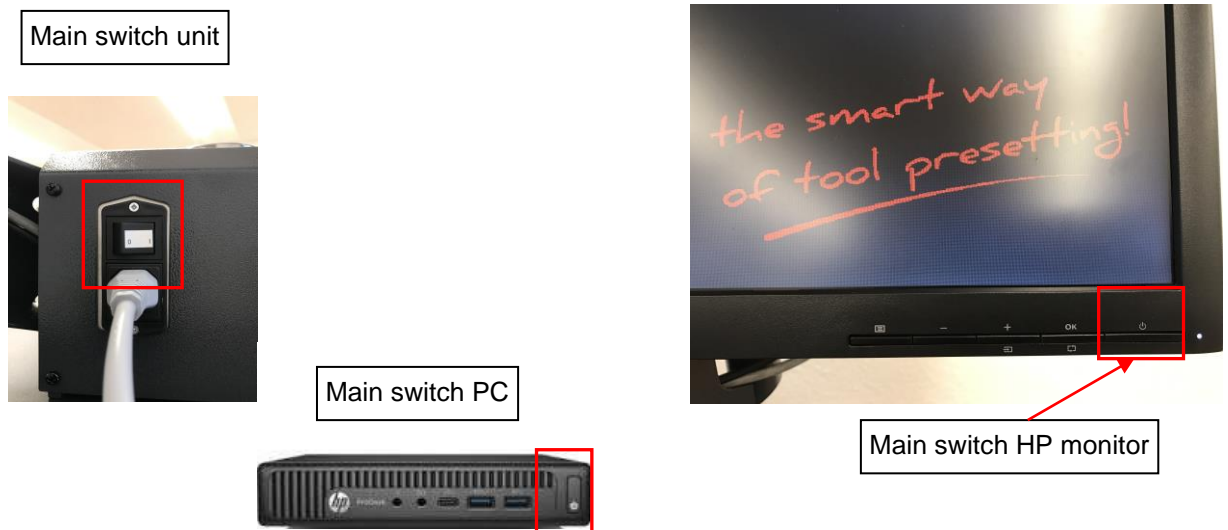 Main switch unit
0 1
the smart way
of tool presetting!
OK
Main switch HP monitor
Main switch PC
hp
ProDesk